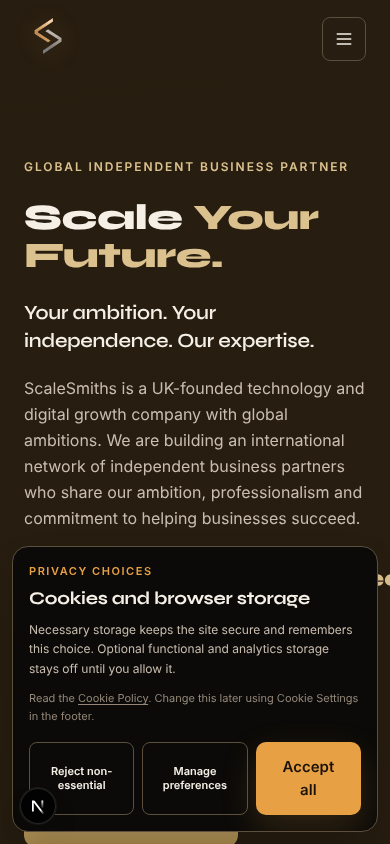 GLOBAL INDEPENDENT BUSINESS PARTNER
Scale Your
Future.
Your ambition. Your
independence. Our expertise.
ScaleSmiths is a UK-founded technology and
digital growth company with global
ambitions. We are building an international
network of independent business partners
who share our ambition, professionalism and
commitment to helping businesses succeed.
PRIVACY CHOICES
Cookies and browser storage
Necessary storage keeps the site secure and remembers
this choice. Optional functional and analytics storage
stays off until you allow it.
Read the Cookie Policy. Change this later using Cookie Settings
in the footer.
Reject non-
essential
Manage
preferences
Accept
all
N